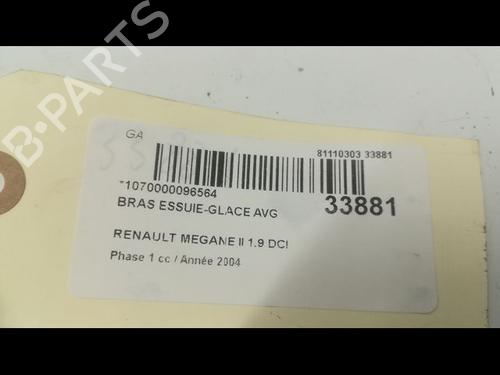 B-PARTS
GA
81110303 33881
*1070000096564
BRAS ESSUIE-GLACE AVG
33881
RENAULT MEGANE II 1.9 DCI
Phase 1 cc / Année 2004